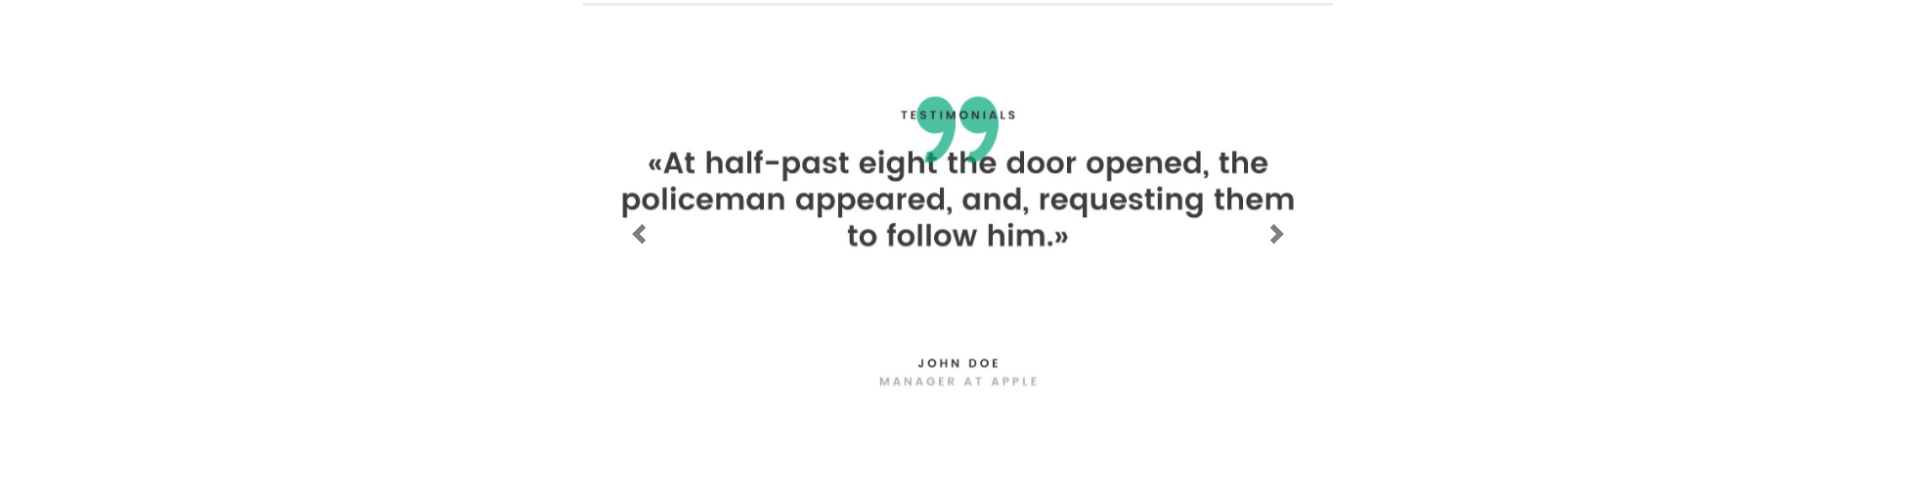 TESTIMONIALS
«At half-past eight the door opened, the
policeman appeared, and, requesting them
to follow him.»
JOHN DOE
MANAGER AT APPLE